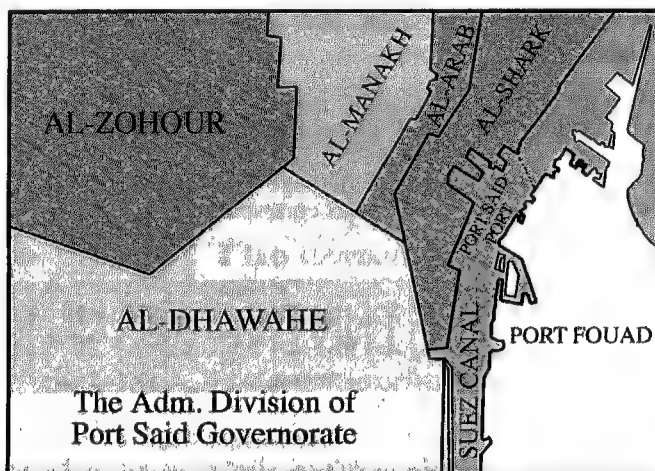 AL-ZOHOUR
AL-MANAKH
AL-ARAB
AL-SHARK
PORT SAID
PORT
AL-DHAWAHE
SUEZ CANAL
PORT FOUAD
The Adm. Division of
Port Said Governorate